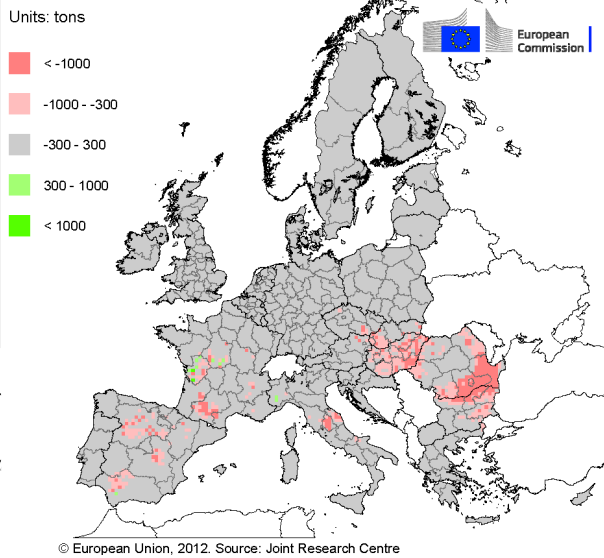 Units: tons
< -1000
-1000 - -300
-300 - 300
300 - 1000
< 1000
European
Commission
© European Union, 2012. Source: Joint Research Centre